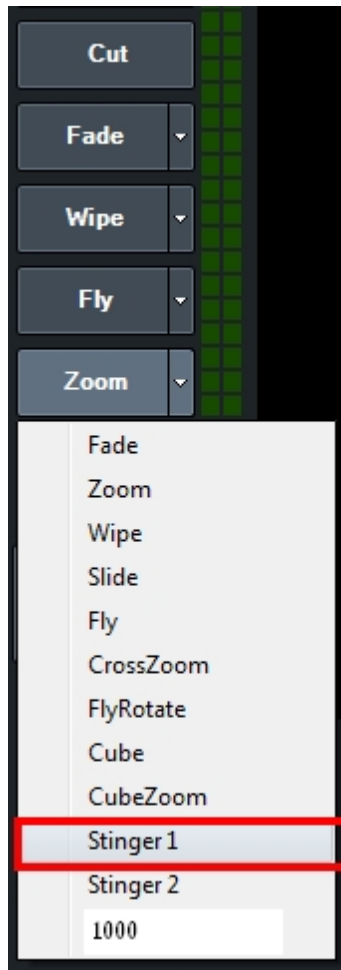 Cut
Fade
Wipe
Fly
Zoom
Fade
Zoom
Wipe
Slide
Fly
CrossZoom
FlyRotate
Cube
CubeZoom
Stinger 1
Stinger 2
1000